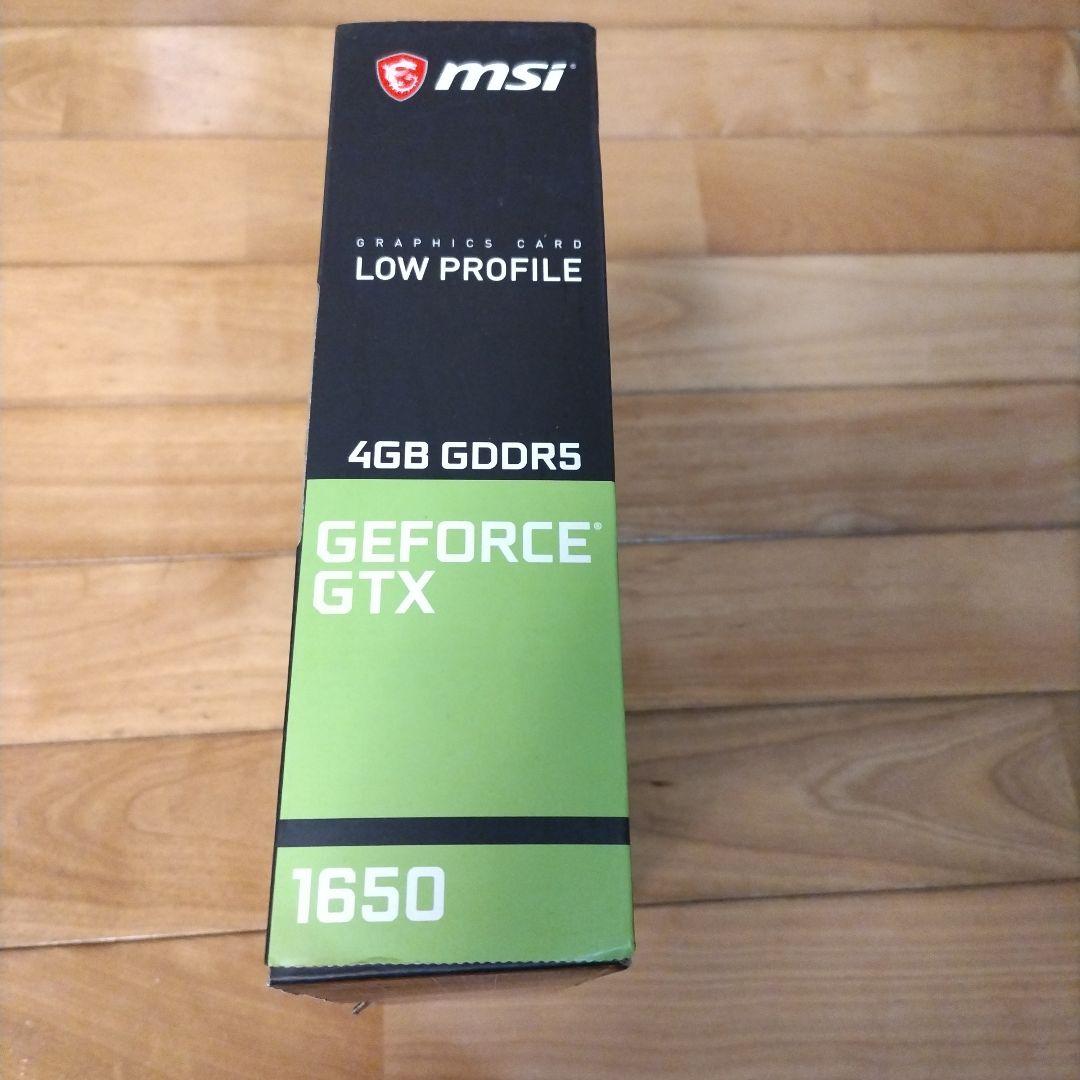 msi
GRAPHICS CARD
LOW PROFILE
4GB GDDR5
GEFORCE®
GTX
1650